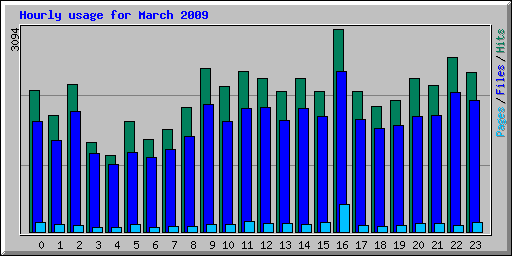 Hourly usage for March 2009
3094
Pages/Files/Hits
0 1 2 3 4 5 6 7 8 9 10 11 12 13 14 15 16 17 18 19 20 21 22 23